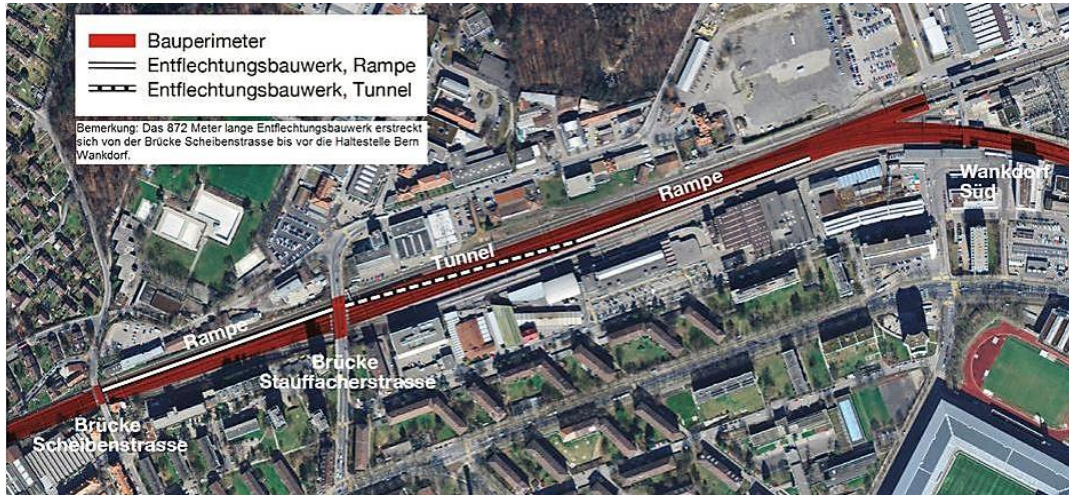 Bauperimeter
Entflechtungsbauwerk, Rampe
Entflechtungsbauwerk, Tunnel
Bemerkung: Das 872 Meter lange Entflechtungsbauwerk erstreckt
sich von der Brücke Scheibenstrasse bis vor die Haltestelle Bern
Wankdorf.
Wankdorf
Süd
Rampe
Tunnel
Rampe
Brücke
Stauffacherstrasse
Brücke
Scheibenstrasse